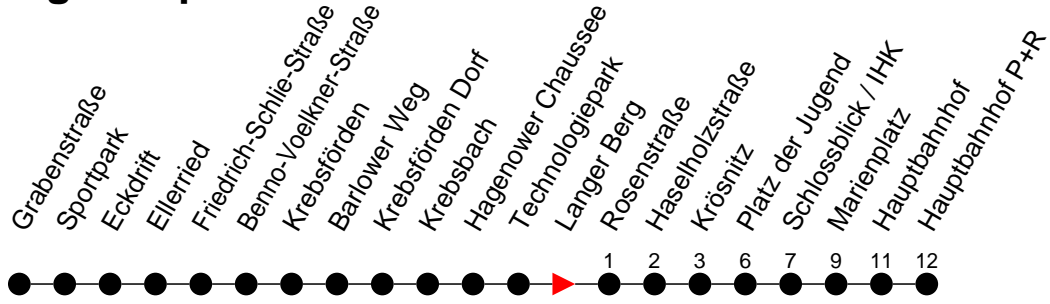 Grabenstraße
Sportpark
Eckdrift
Ellerried
Friedrich-Schlie-Straße
Benno-Voelkner-Straße
Krebsförden
Barlower Weg
Krebsförden Dorf
Krebsbach
Hagenower Chaussee
Technologiepark
Langer Berg
Rosenstraße
Haselholzstraße
Krösnitz
Platz der Jugend
Schlossblick / IHK
Marienplatz
Hauptbahnhof
Hauptbahnhof P+R
1 2 3 6 7 9 11 12